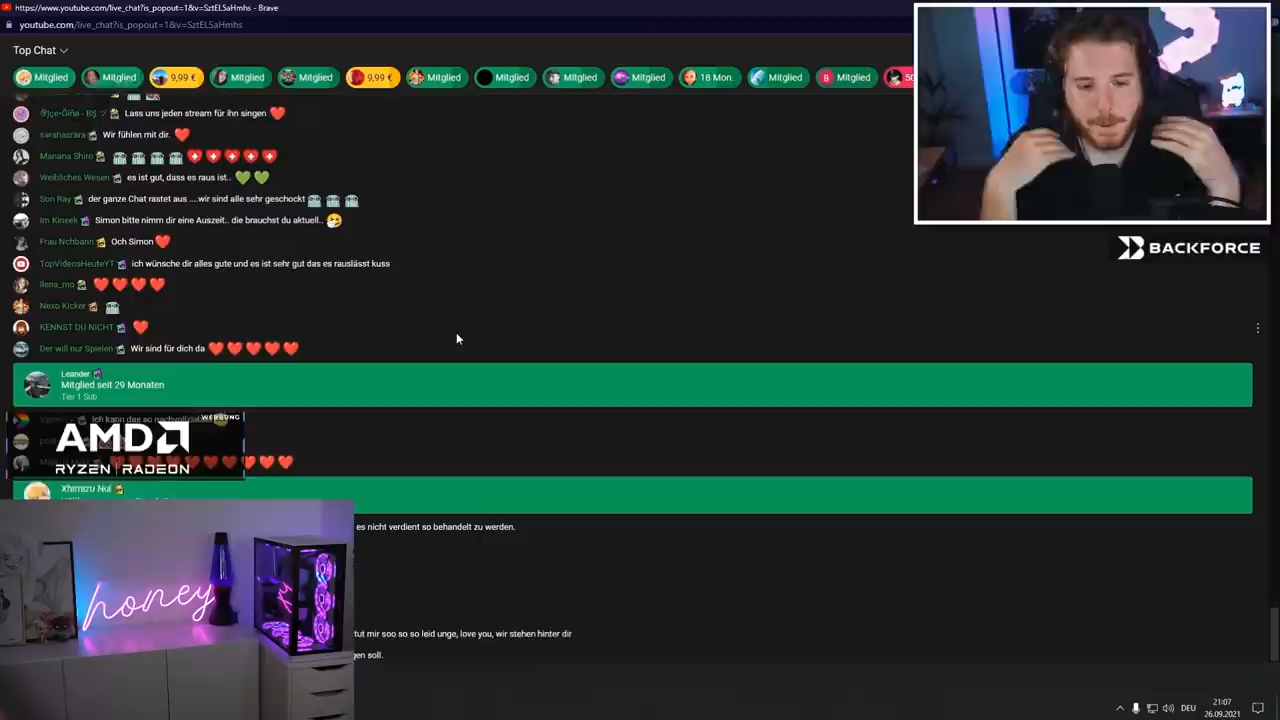 https://www.youtube.com/live_chat?is_popout=1&v=SztEL5aHmhs - Brave
youtube.com/live_chat?is_popout=1&v=SztEL5aHmhs
Top Chat
Mitglied Mitglied 9,99 € Mitglied Mitglied 9,99 € Mitglied Mitglied Mitglied Mitglied 18 Mon. Mitglied B Mitglied
Lass uns jeden stream für ihn singen ❤️
sarahasrara Wir fühlen mit dir. ❤️
Manana Shiro
Weibliches Wesen es ist gut, dass es raus ist.. 💚 💚
Son Ray der ganze Chat rastet aus ....wir sind alle sehr geschockt
Im Kineek Simon bitte nimm dir eine Auszeit.. die brauchst du aktuell..
Frau Nchbarın Och Simon ❤️
TopVideosHeuteYT ich wünsche dir alles gute und es ist sehr gut das es rauslässt kuss
Ilena_mo ❤️ ❤️ ❤️ ❤️
Nexo Kicker
KENNST DU NICHT ❤️
Der will nur Spielen Wir sind für dich da ❤️ ❤️ ❤️ ❤️ ❤️
Leander
Mitglied seit 29 Monaten
Tier 1 Sub
ich kann das so
WERBUNG
AMD
RYZEN | RADEON
Xhimizu Nui
es nicht verdient so behandelt zu werden.
honey
tut mir soo so so leid unge, love you, wir stehen hinter dir
gen soll.
BACKFORCE
DEU
21:07
26.09.2021